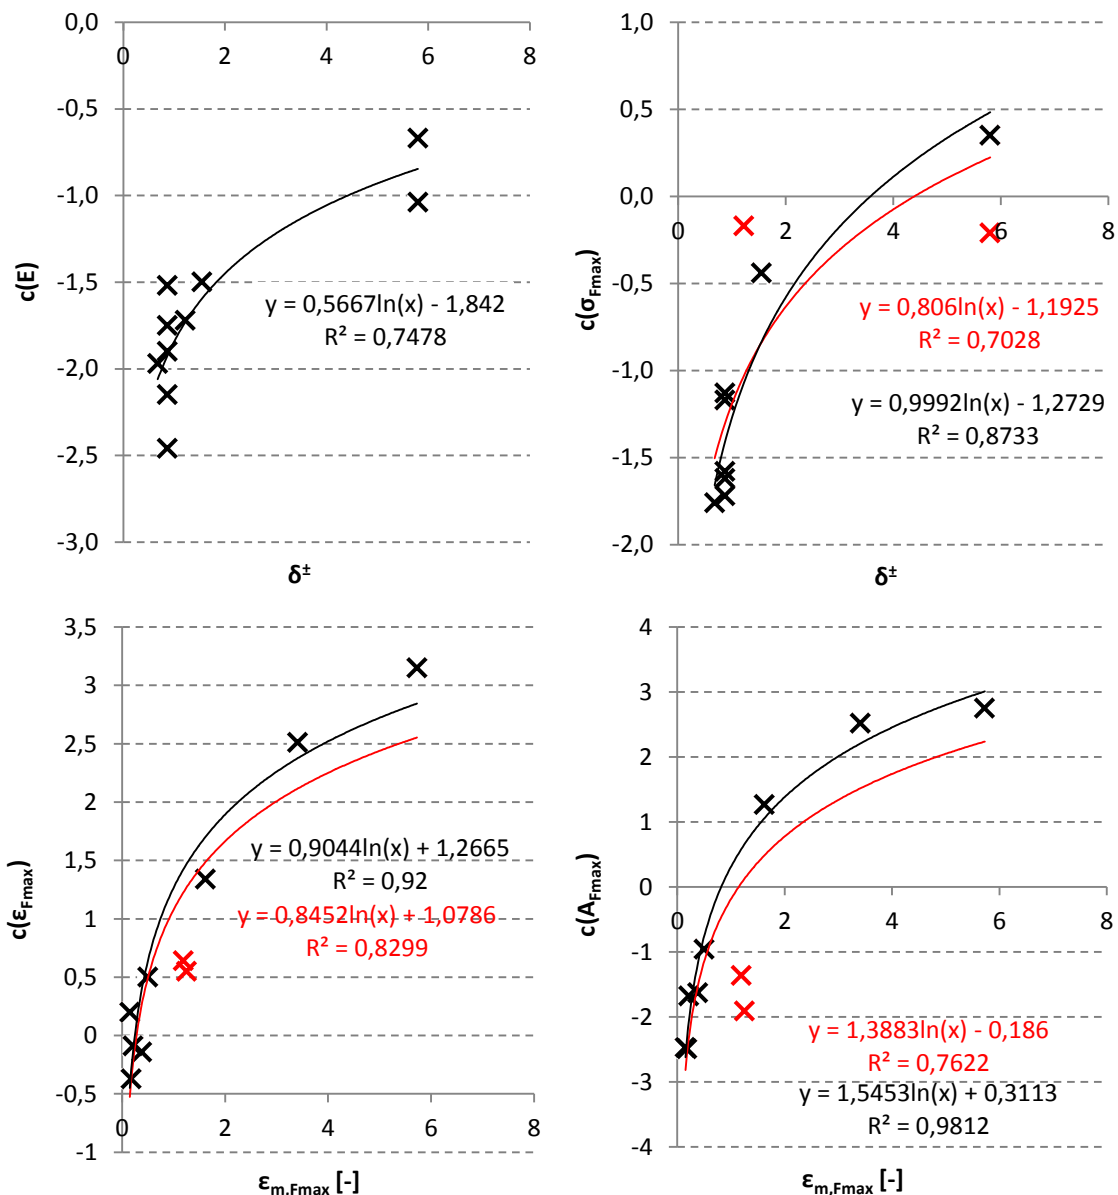 0,0
-0,5
-1,0
-1,5
-2,0
-2,5
-3,0
0
2
4
6
8
c(E)
y = 0,5667ln(x) - 1,842
R² = 0,7478
δ±
1,0
0,5
0,0
-0,5
-1,0
-1,5
-2,0
0
2
4
6
8
c(σFmax)
y = 0,806ln(x) - 1,1925
R² = 0,7028
y = 0,9992ln(x) - 1,2729
R² = 0,8733
δ±
3,5
3
2,5
2
1,5
1
0,5
0
-0,5
-1
0
2
4
6
8
c(εFmax)
y = 0,9044ln(x) + 1,2665
R² = 0,92
y = 0,8452ln(x) + 1,0786
R² = 0,8299
εm,Fmax [-]
4
3
2
1
0
-1
-2
-3
-4
0
2
4
6
8
c(AFmax)
y = 1,3883ln(x) - 0,186
R² = 0,7622
y = 1,5453ln(x) + 0,3113
R² = 0,9812
εm,Fmax [-]